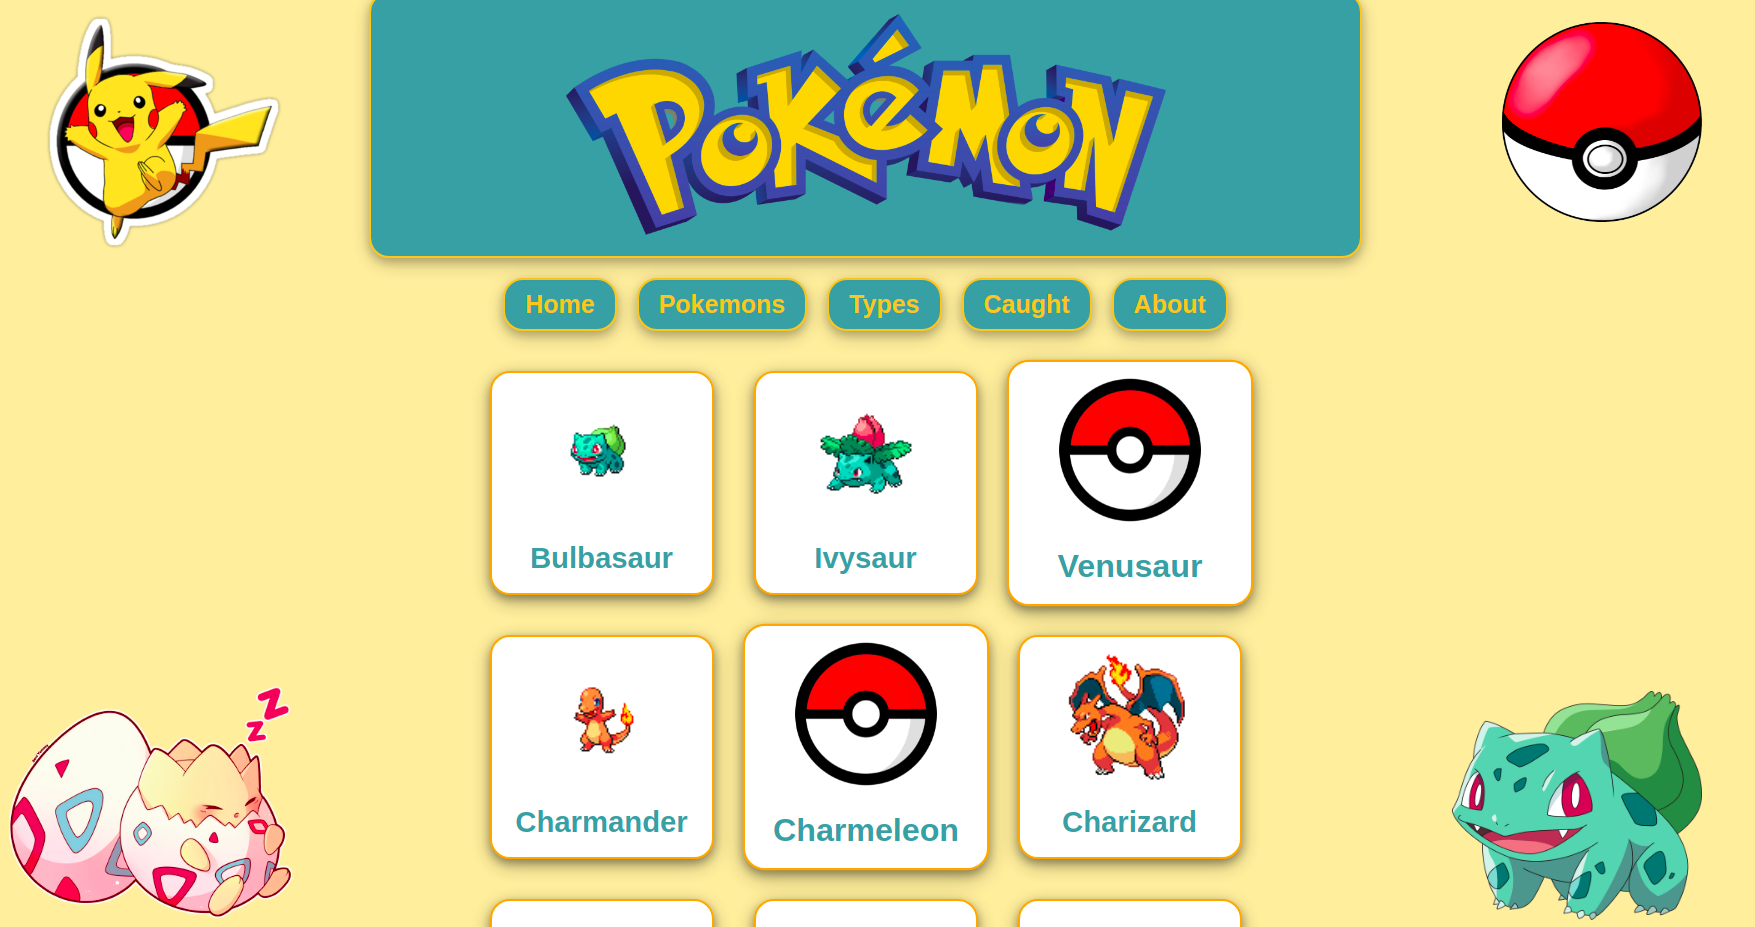 Pokémon
Home Pokemons Types Caught About
Bulbasaur Ivysaur Venusaur
Charmander Charmeleon Charizard
z
z